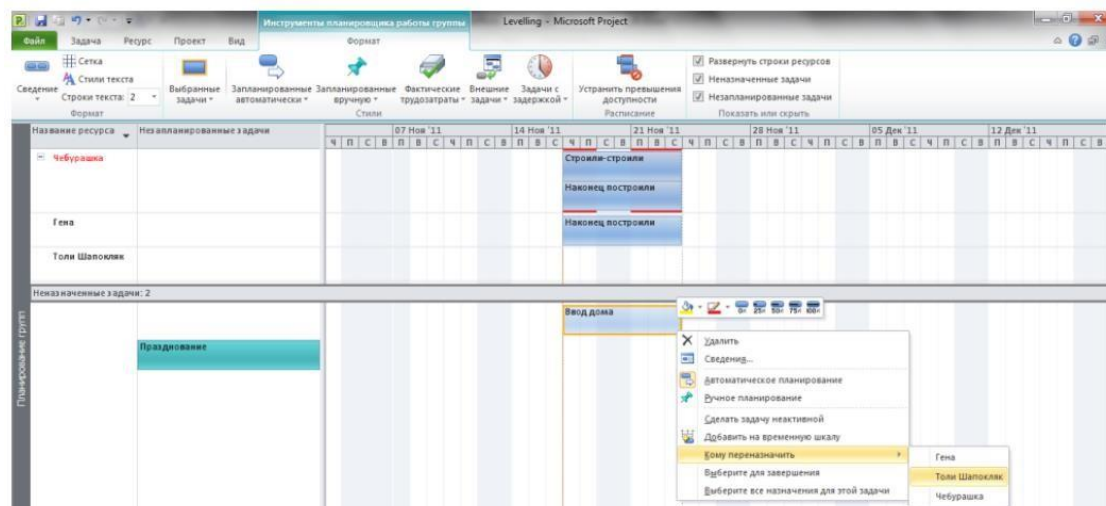 Инструменты планировщика работы группы
Levelling - Microsoft Project
Файл Задача Ресурс Проект Вид Формат
Сведение
Сетка
Стили текста
Строки текста: 2
Формат
Выбранные задачи
Запланированные автоматически
Запланированные вручную
Фактические трудозатраты
Внешние задачи
Задачи с задержкой
Стили
Устранить превышения доступности
Расписание
Развернуть строки ресурсов
Неназначенные задачи
Незапланированные задачи
Показать или скрыть
Название ресурса Незапланированные задачи
07 Ноя '11 14 Ноя '11 21 Ноя '11 28 Ноя '11 05 Дек '11 12 Дек '11
Ч П С В П В С Ч П С В П В С Ч П С В П В С Ч П С В П В С Ч П С В П В С Ч П С В
Чебурашка
Строили-строили
Наконец построили
Гена
Наконец построили
Толи Шапокляк
Неназначенные задачи: 2
Планирование групп
Ввод дома
Празднование
0% 25% 50% 75% 100%
Удалить
Сведения...
Автоматическое планирование
Ручное планирование
Сделать задачу неактивной
Добавить на временную шкалу
Кому переназначить
Выберите для завершения
Выберите все назначения для этой задачи
Гена
Толи Шапокляк
Чебурашка